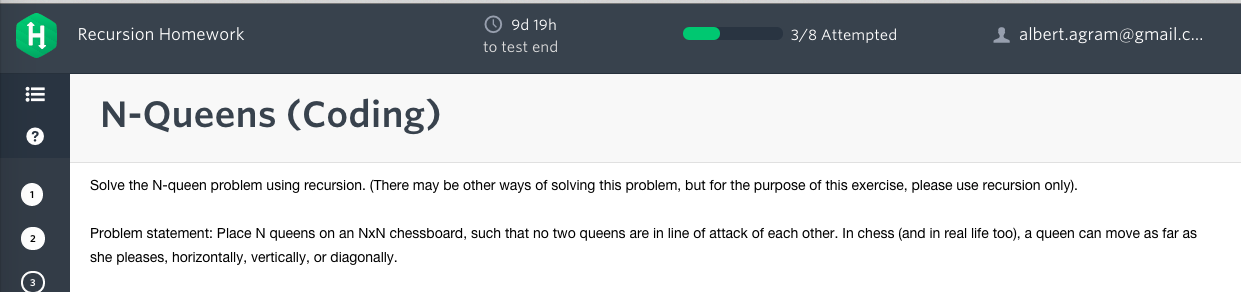 H
Recursion Homework
9d 19h
to test end
3/8 Attempted
albert.agram@gmail.c...
N-Queens (Coding)
?
1
2
3
Solve the N-queen problem using recursion. (There may be other ways of solving this problem, but for the purpose of this exercise, please use recursion only).
Problem statement: Place N queens on an NxN chessboard, such that no two queens are in line of attack of each other. In chess (and in real life too), a queen can move as far as
she pleases, horizontally, vertically, or diagonally.